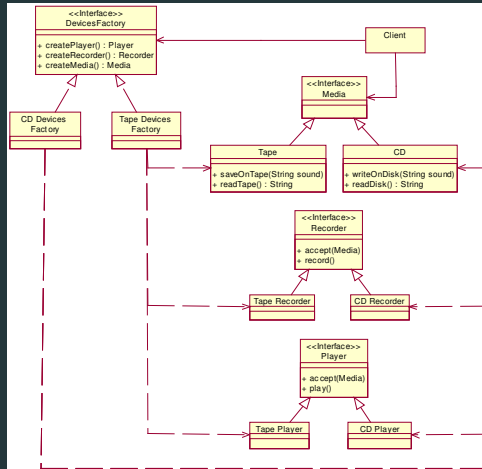 <<Interface>>
DevicesFactory
+ createPlayer() : Player
+ createRecorder() : Recorder
+ createMedia() : Media
Client
<<Interface>>
Media
CD Devices
Factory
Tape Devices
Factory
Tape
+ saveOnTape(String sound)
+ readTape() : String
CD
+ writeOnDisk(String sound)
+ readDisk() : String
<<Interface>>
Recorder
+ accept(Media)
+ record()
Tape Recorder
CD Recorder
<<Interface>>
Player
+ accept(Media)
+ play()
Tape Player
CD Player